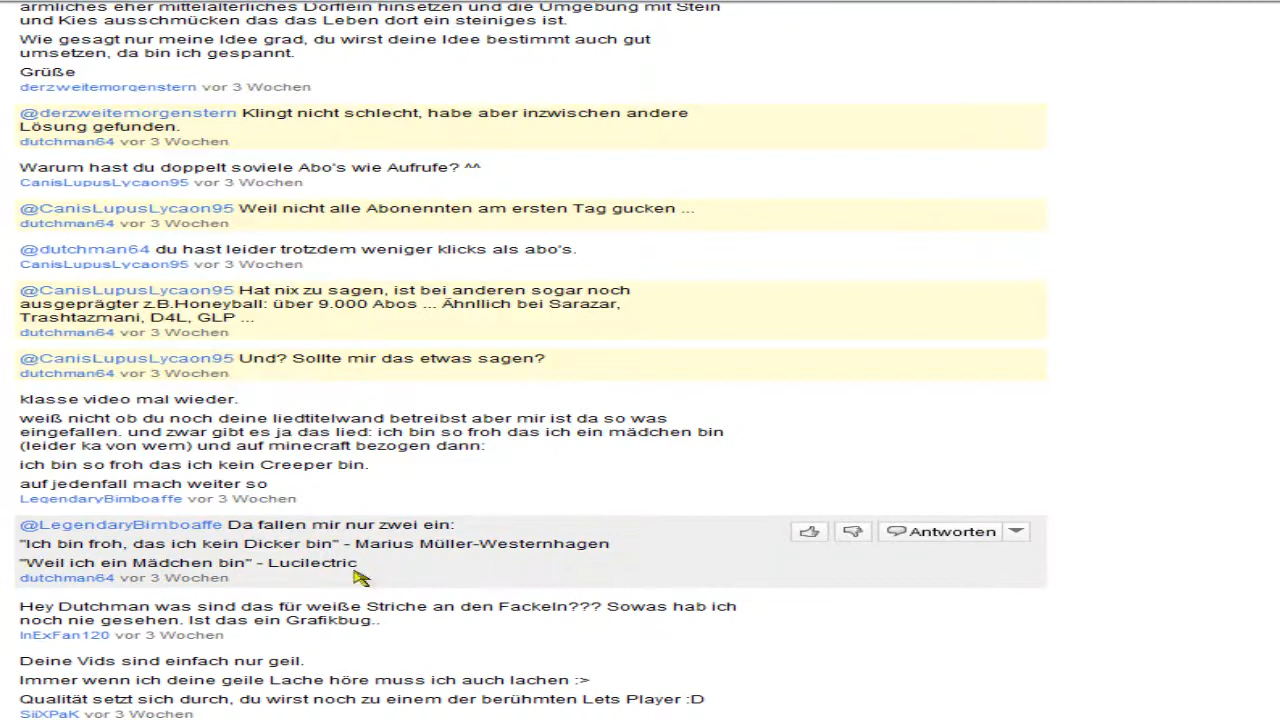 ärmliches eher mittelalterliches Dörflein hinsetzen und die Umgebung mit Stein
und Kies ausschmücken das das Leben dort ein steiniges ist.
Wie gesagt nur meine Idee grad, du wirst deine Idee bestimmt auch gut
umsetzen, da bin ich gespannt.
Grüße
derzweitemorgenstern vor 3 Wochen
@derzweitemorgenstern Klingt nicht schlecht, habe aber inzwischen andere
Lösung gefunden.
dutchman64 vor 3 Wochen
Warum hast du doppelt soviele Abo's wie Aufrufe? ^^
CanisLupusLycaon95 vor 3 Wochen
@CanisLupusLycaon95 Weil nicht alle Abonennten am ersten Tag gucken ...
dutchman64 vor 3 Wochen
@dutchman64 du hast leider trotzdem weniger klicks als abo's.
CanisLupusLycaon95 vor 3 Wochen
@CanisLupusLycaon95 Hat nix zu sagen, ist bei anderen sogar noch
ausgeprägter z.B.Honeyball: über 9.000 Abos ... Ähnllich bei Sarazar,
Trashtazmani, D4L, GLP ...
dutchman64 vor 3 Wochen
@CanisLupusLycaon95 Und? Sollte mir das etwas sagen?
dutchman64 vor 3 Wochen
klasse video mal wieder.
weiß nicht ob du noch deine liedtitelwand betreibst aber mir ist da so was
eingefallen. und zwar gibt es ja das lied: ich bin so froh das ich ein mädchen bin
(leider ka von wem) und auf minecraft bezogen dann:
ich bin so froh das ich kein Creeper bin.
auf jedenfall mach weiter so
LegendaryBimboaffe vor 3 Wochen
@LegendaryBimboaffe Da fallen mir nur zwei ein:
Antworten
"Ich bin froh, das ich kein Dicker bin" - Marius Müller-Westernhagen
"Weil ich ein Mädchen bin" - Lucilectric
dutchman64 vor 3 Wochen
Hey Dutchman was sind das für weiße Striche an den Fackeln??? Sowas hab ich
noch nie gesehen. Ist das ein Grafikbug..
InExFan120 vor 3 Wochen
Deine Vids sind einfach nur geil.
Immer wenn ich deine geile Lache höre muss ich auch lachen :>
Qualität setzt sich durch, du wirst noch zu einem der berühmten Lets Player :D
SiiXPaK vor 3 Wochen